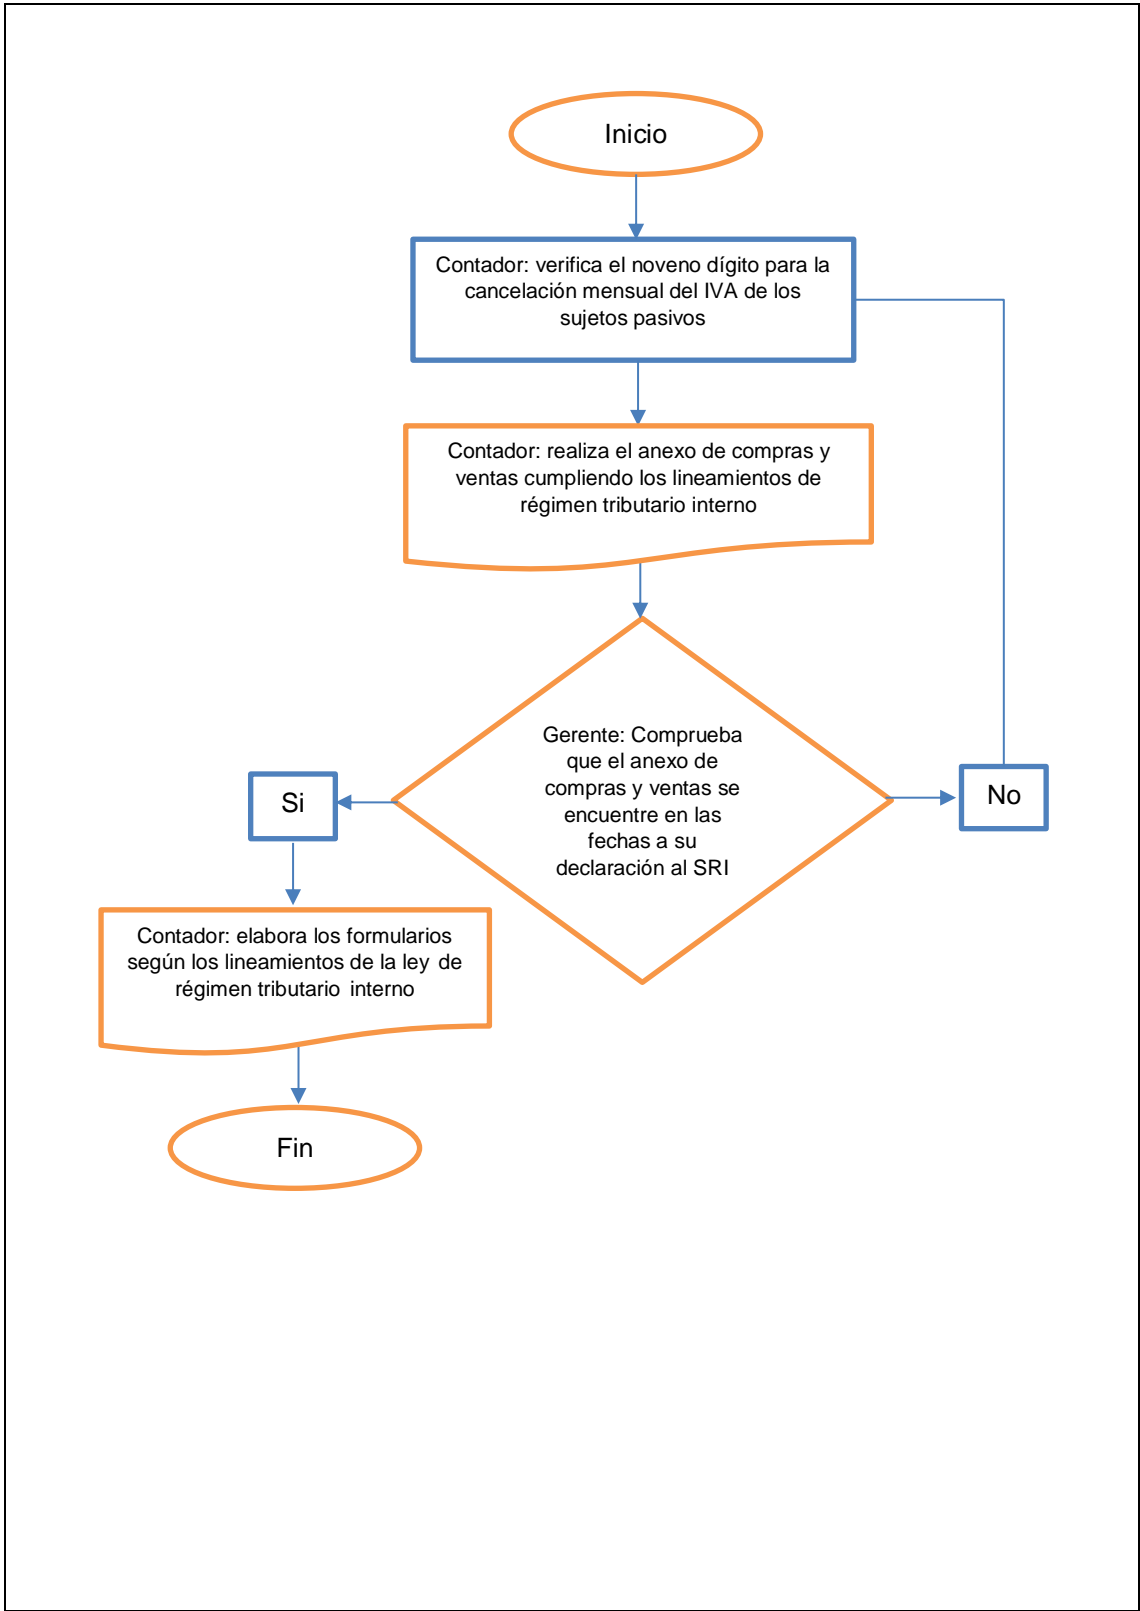 Inicio
Contador: verifica el noveno dígito para la
cancelación mensual del IVA de los
sujetos pasivos
Contador: realiza el anexo de compras y
ventas cumpliendo los lineamientos de
régimen tributario interno
Gerente: Comprueba
que el anexo de
compras y ventas se
encuentre en las
fechas a su
declaración al SRI
Si
No
Contador: elabora los formularios
según los lineamientos de la ley de
régimen tributario interno
Fin